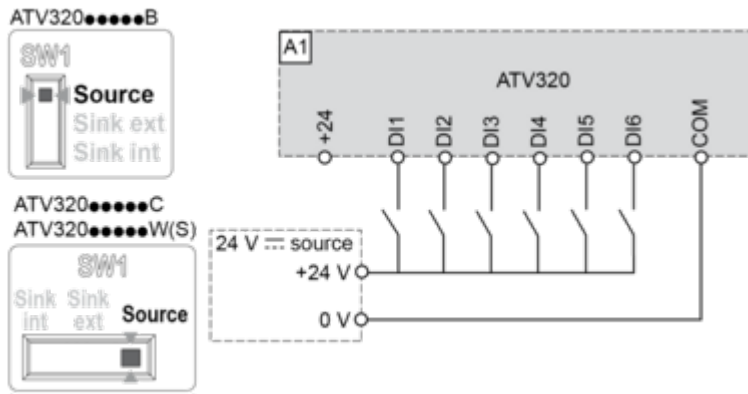 ATV320●●●●●B
SW1
Source
Sink ext
Sink int
ATV320●●●●●C
ATV320●●●●●W(S)
SW1
Sink int
Sink ext
Source
A1
ATV320
+24
DI1
DI2
DI3
DI4
DI5
DI6
COM
24 V ⎓ source
+24 V
0 V